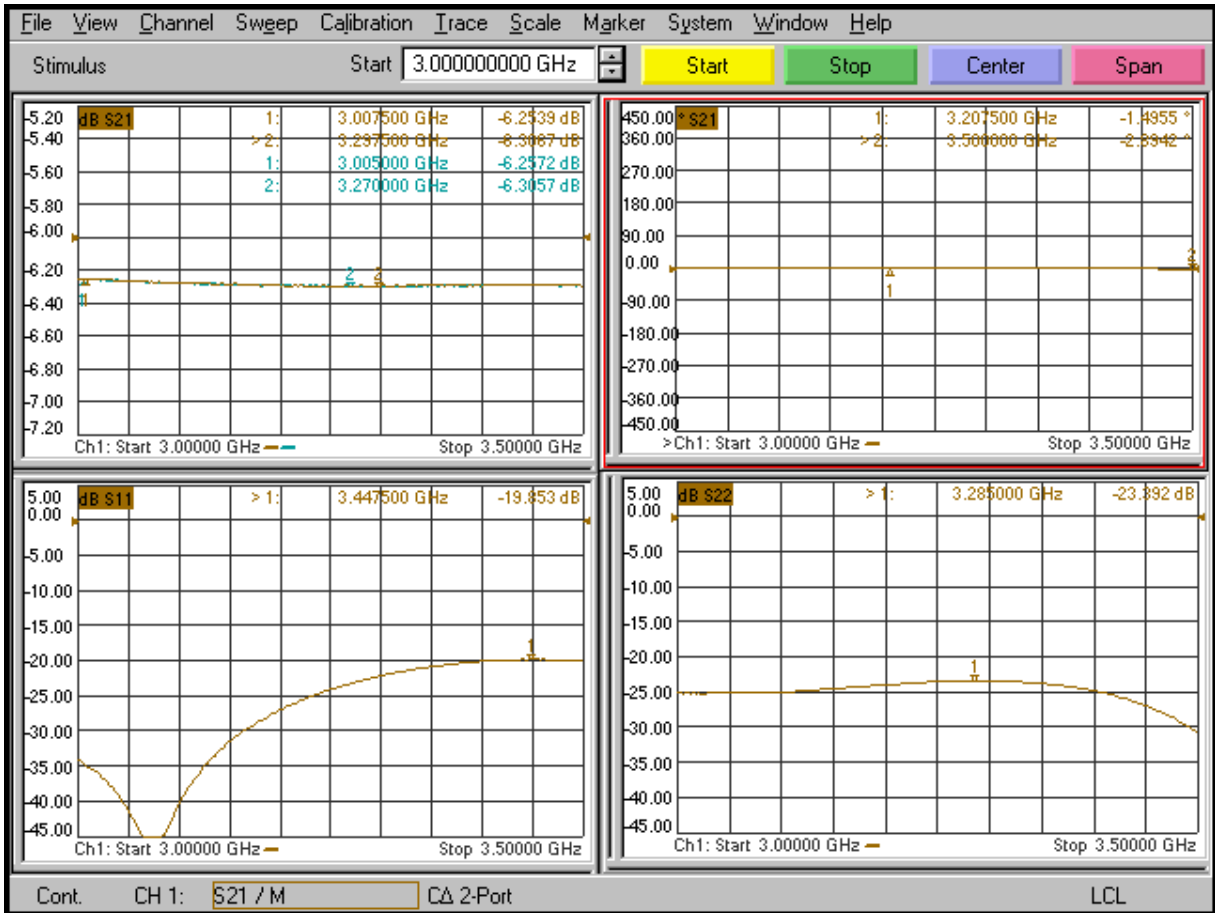 File View Channel Sweep Calibration Trace Scale Marker System Window Help
Stimulus Start 3.000000000 GHz Start Stop Center Span
dB S21
1: 3.007500 GHz -6.2539 dB
> 2: 3.297500 GHz -6.3087 dB
1: 3.005000 GHz -6.2572 dB
2: 3.270000 GHz -6.3057 dB
-5.20
-5.40
-5.60
-5.80
-6.00
-6.20
-6.40
-6.60
-6.80
-7.00
-7.20
2 2
1
Ch1: Start 3.00000 GHz Stop 3.50000 GHz
° S21
1: 3.207500 GHz -1.4955 °
> 2: 3.500000 GHz -2.8942 °
450.00
360.00
270.00
180.00
90.00
0.00
-90.00
-180.00
-270.00
-360.00
-450.00
2
1
>Ch1: Start 3.00000 GHz Stop 3.50000 GHz
dB S11
> 1: 3.447500 GHz -19.853 dB
5.00
0.00
-5.00
-10.00
-15.00
-20.00
-25.00
-30.00
-35.00
-40.00
-45.00
1
Ch1: Start 3.00000 GHz Stop 3.50000 GHz
dB S22
> 1: 3.285000 GHz -23.392 dB
5.00
0.00
-5.00
-10.00
-15.00
-20.00
-25.00
-30.00
-35.00
-40.00
-45.00
1
Ch1: Start 3.00000 GHz Stop 3.50000 GHz
Cont. CH 1: S21 / M CΔ 2-Port LCL